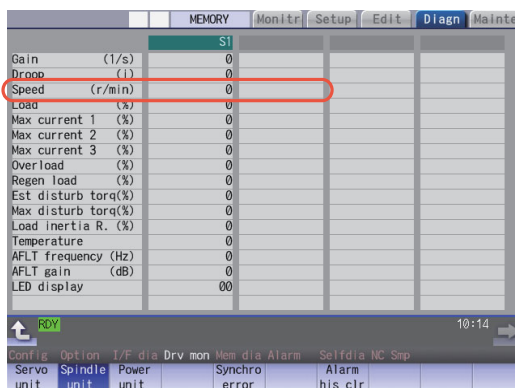 MEMORY Monitr Setup Edit Diagn Mainte
S1
Gain (1/s) 0
Droop (i) 0
Speed (r/min) 0
Load (%) 0
Max current 1 (%) 0
Max current 2 (%) 0
Max current 3 (%) 0
Overload (%) 0
Regen load (%) 0
Est disturb torq(%) 0
Max disturb torq(%) 0
Load inertia R. (%) 0
Temperature 0
AFLT frequency (Hz) 0
AFLT gain (dB) 0
LED display 00
RDY 10:14
Config Option I/F dia Drv mon Mem dia Alarm Selfdia NC Smp
Servo unit Spindle unit Power unit Synchro error Alarm his clr